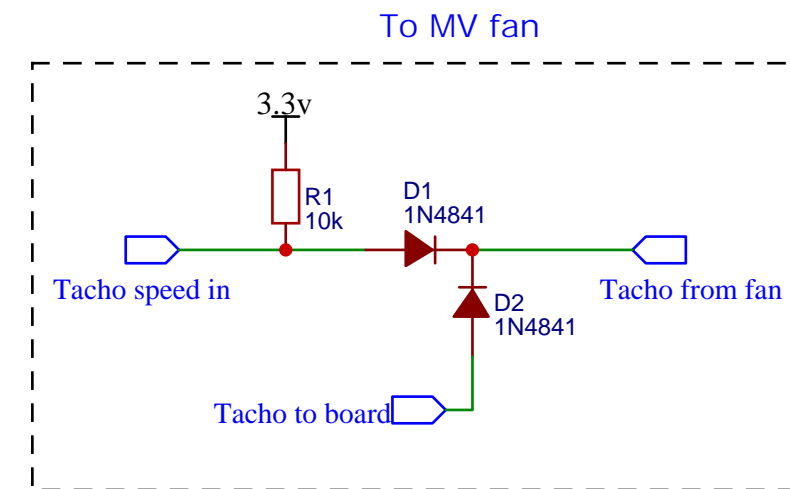 To MV fan
3.3v
R1
10k
D1
1N4841
Tacho speed in
Tacho from fan
D2
1N4841
Tacho to board